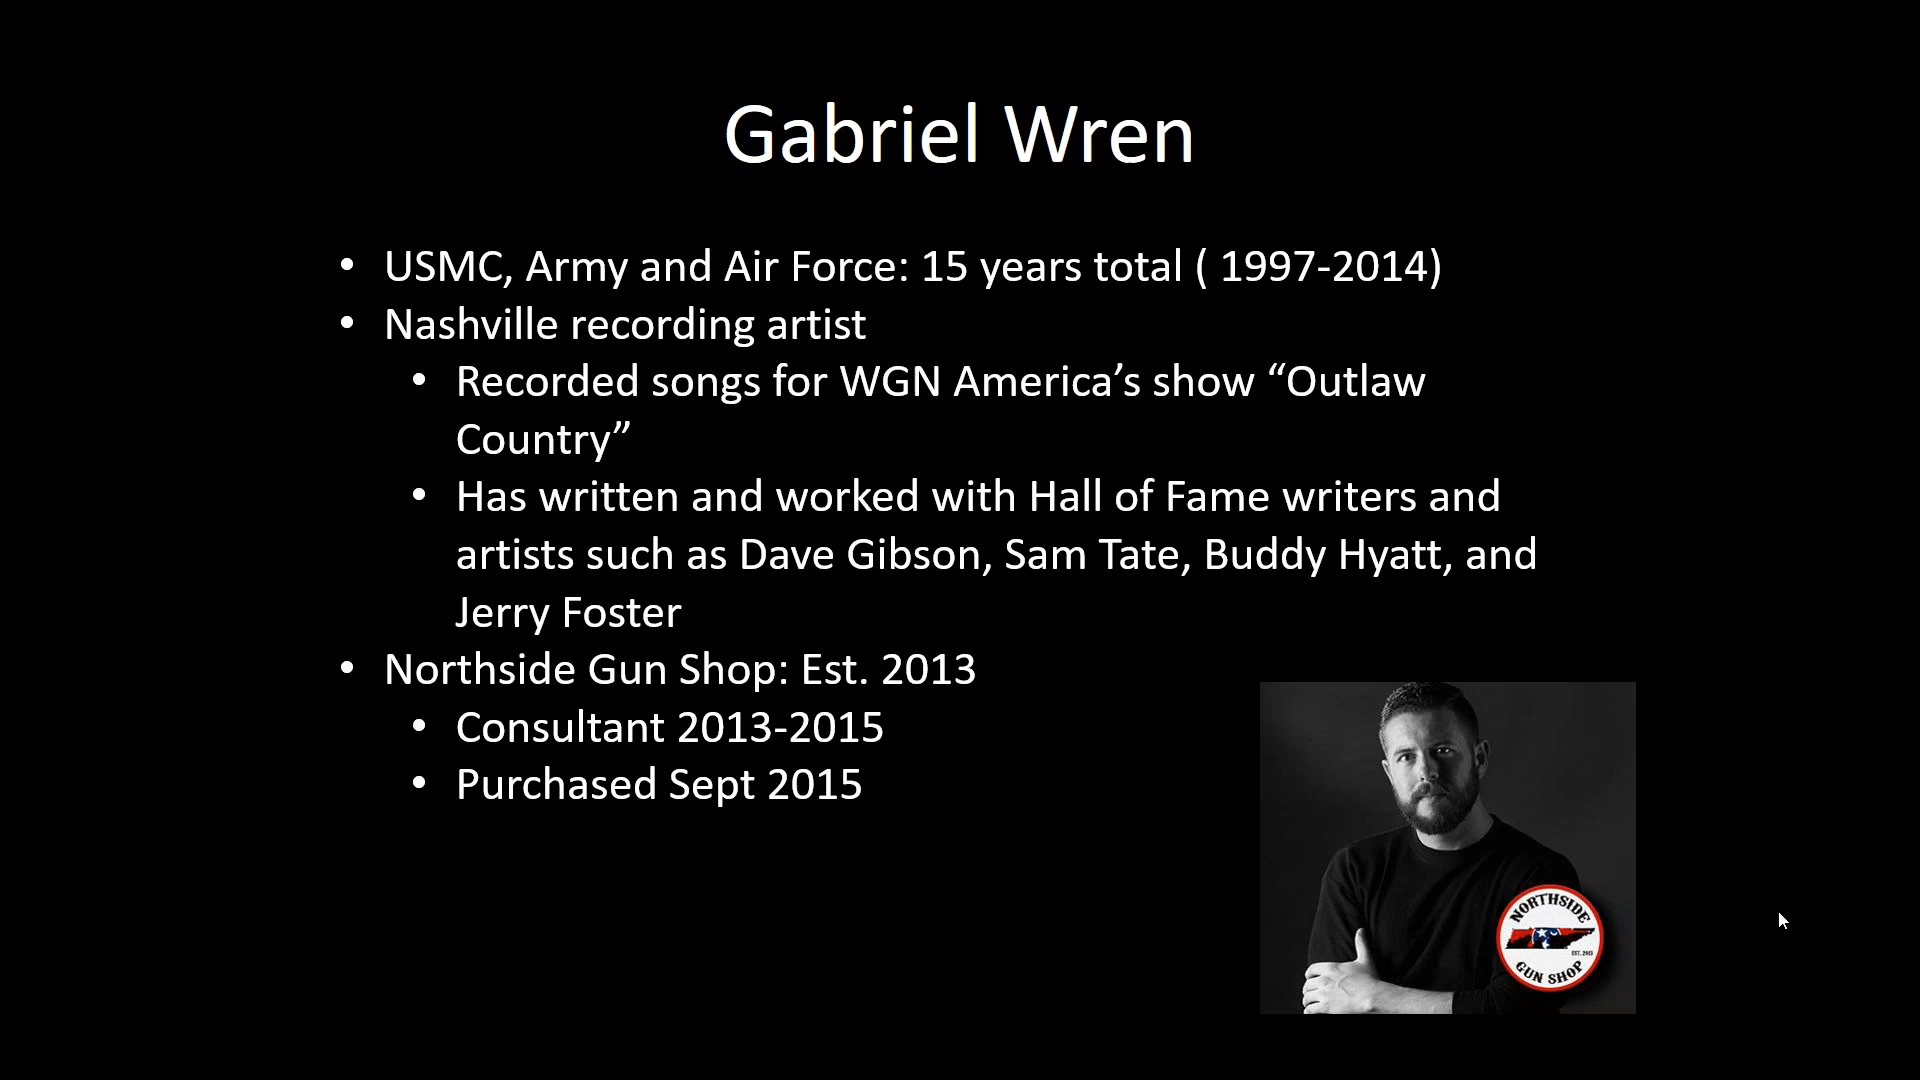 Gabriel Wren
• USMC, Army and Air Force: 15 years total ( 1997-2014)
• Nashville recording artist
• Recorded songs for WGN America’s show “Outlaw
Country”
• Has written and worked with Hall of Fame writers and
artists such as Dave Gibson, Sam Tate, Buddy Hyatt, and
Jerry Foster
• Northside Gun Shop: Est. 2013
• Consultant 2013-2015
• Purchased Sept 2015
NORTHSIDE
EST. 2013
GUN SHOP